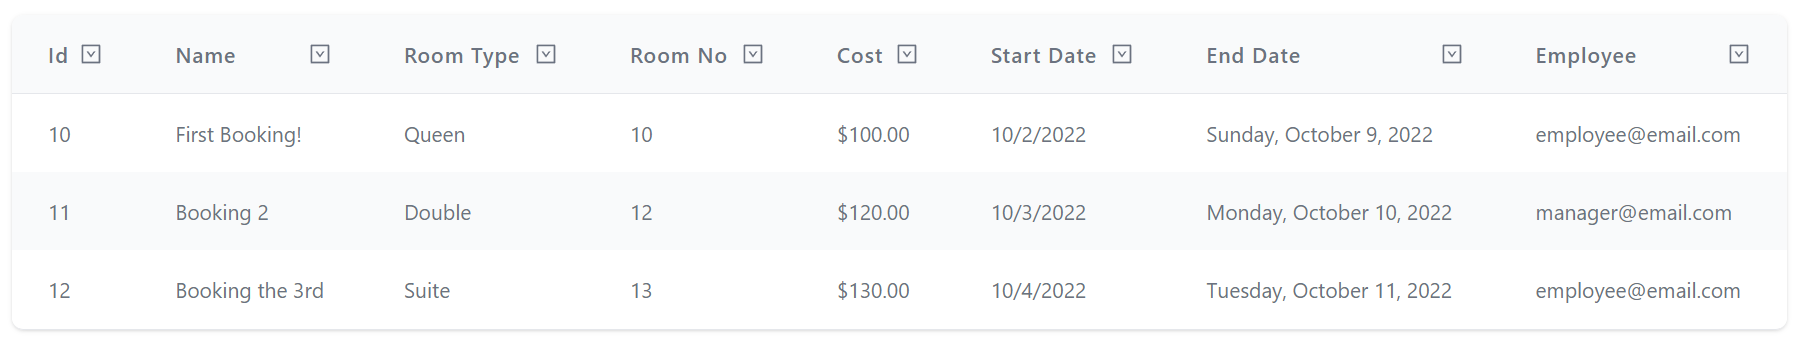 Id Name Room Type Room No Cost Start Date End Date Employee
10 First Booking! Queen 10 $100.00 10/2/2022 Sunday, October 9, 2022 employee@email.com
11 Booking 2 Double 12 $120.00 10/3/2022 Monday, October 10, 2022 manager@email.com
12 Booking the 3rd Suite 13 $130.00 10/4/2022 Tuesday, October 11, 2022 employee@email.com